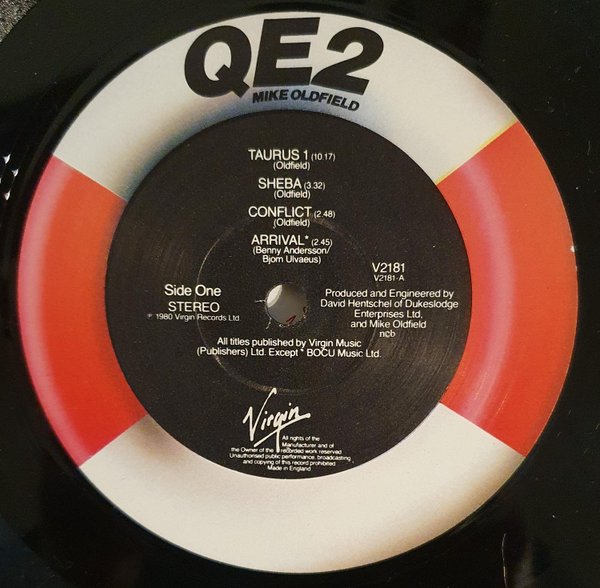 QE2
MIKE OLDFIELD
TAURUS 1 (10.17)
(Oldfield)
SHEBA (3.32)
(Oldfield)
CONFLICT (2.48)
(Oldfield)
ARRIVAL* (2.45)
(Benny Andersson/
Bjorn Ulvaeus)
Side One
STEREO
℗ 1980 Virgin Records Ltd.
V2181
V2181-A
Produced and Engineered by
David Hentschel of Dukeslodge
Enterprises Ltd.
and Mike Oldfield
ncb
All titles published by Virgin Music
(Publishers) Ltd. Except * BOCU Music Ltd.
Virgin
All rights of the
Manufacturer and of
the Owner of the recorded work reserved
Unauthorised public performance, broadcasting
and copying of this record prohibited
Made in England